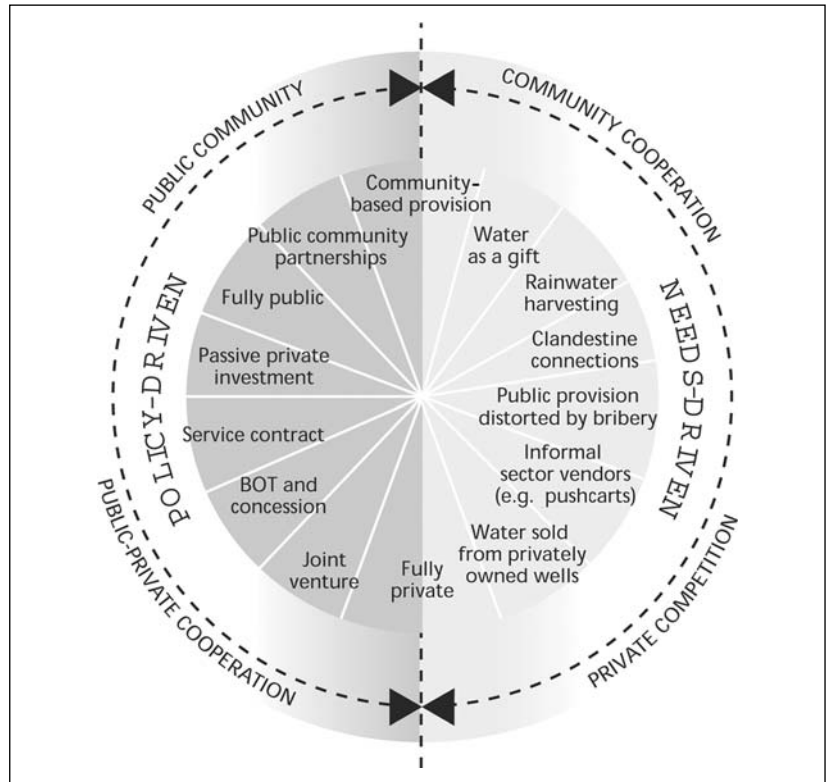 PUBLIC COMMUNITY
COMMUNITY COOPERATION
POLICY-DRIVEN
NEEDS-DRIVEN
PUBLIC-PRIVATE COOPERATION
PRIVATE COMPETITION
Community-
based provision
Public community
partnerships
Fully public
Passive private
investment
Service contract
BOT and
concession
Joint
venture
Fully
private
Water
as a gift
Rainwater
harvesting
Clandestine
connections
Public provision
distorted by bribery
Informal
sector vendors
(e.g. pushcarts)
Water sold
from privately
owned wells